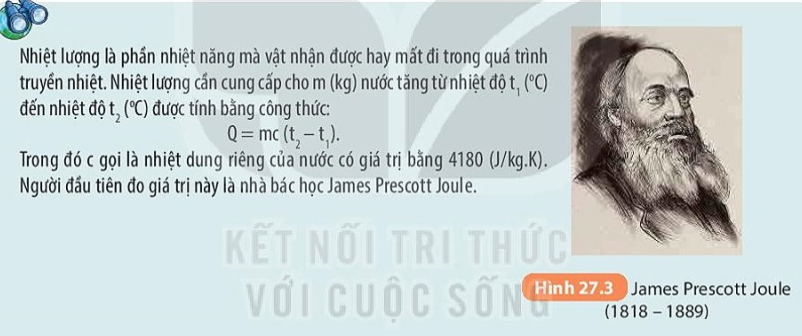 Nhiệt lượng là phần nhiệt năng mà vật nhận được hay mất đi trong quá trình
truyền nhiệt. Nhiệt lượng cần cung cấp cho m (kg) nước tăng từ nhiệt độ t₁ (°C)
đến nhiệt độ t₂ (°C) được tính bằng công thức:
Q = mc (t₂ – t₁).
Trong đó c gọi là nhiệt dung riêng của nước có giá trị bằng 4180 (J/kg.K).
Người đầu tiên đo giá trị này là nhà bác học James Prescott Joule.
KẾT NỐI TRI THỨC
VỚI CUỘC SỐNG
Hình 27.3 James Prescott Joule
(1818 – 1889)